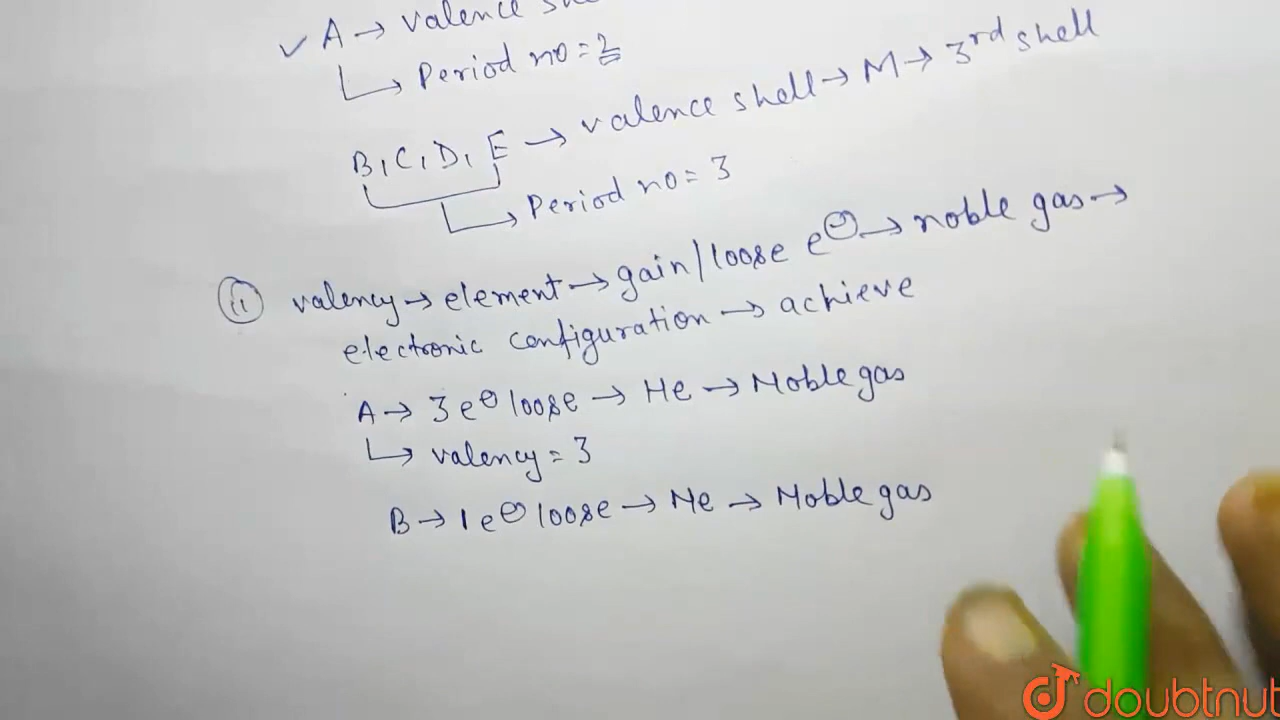 ✓ A → valence she
↳ Period no = 2
B, C, D, E → valence shell → M → 3rd shell
↳ Period no = 3
(ii) valency → element → gain/loose e⊖ → noble gas →
electronic configuration → achieve
A → 3 e⊖ loose → He → Noble gas
↳ valency = 3
B → 1 e⊖ loose → Ne → Noble gas
doubtnut